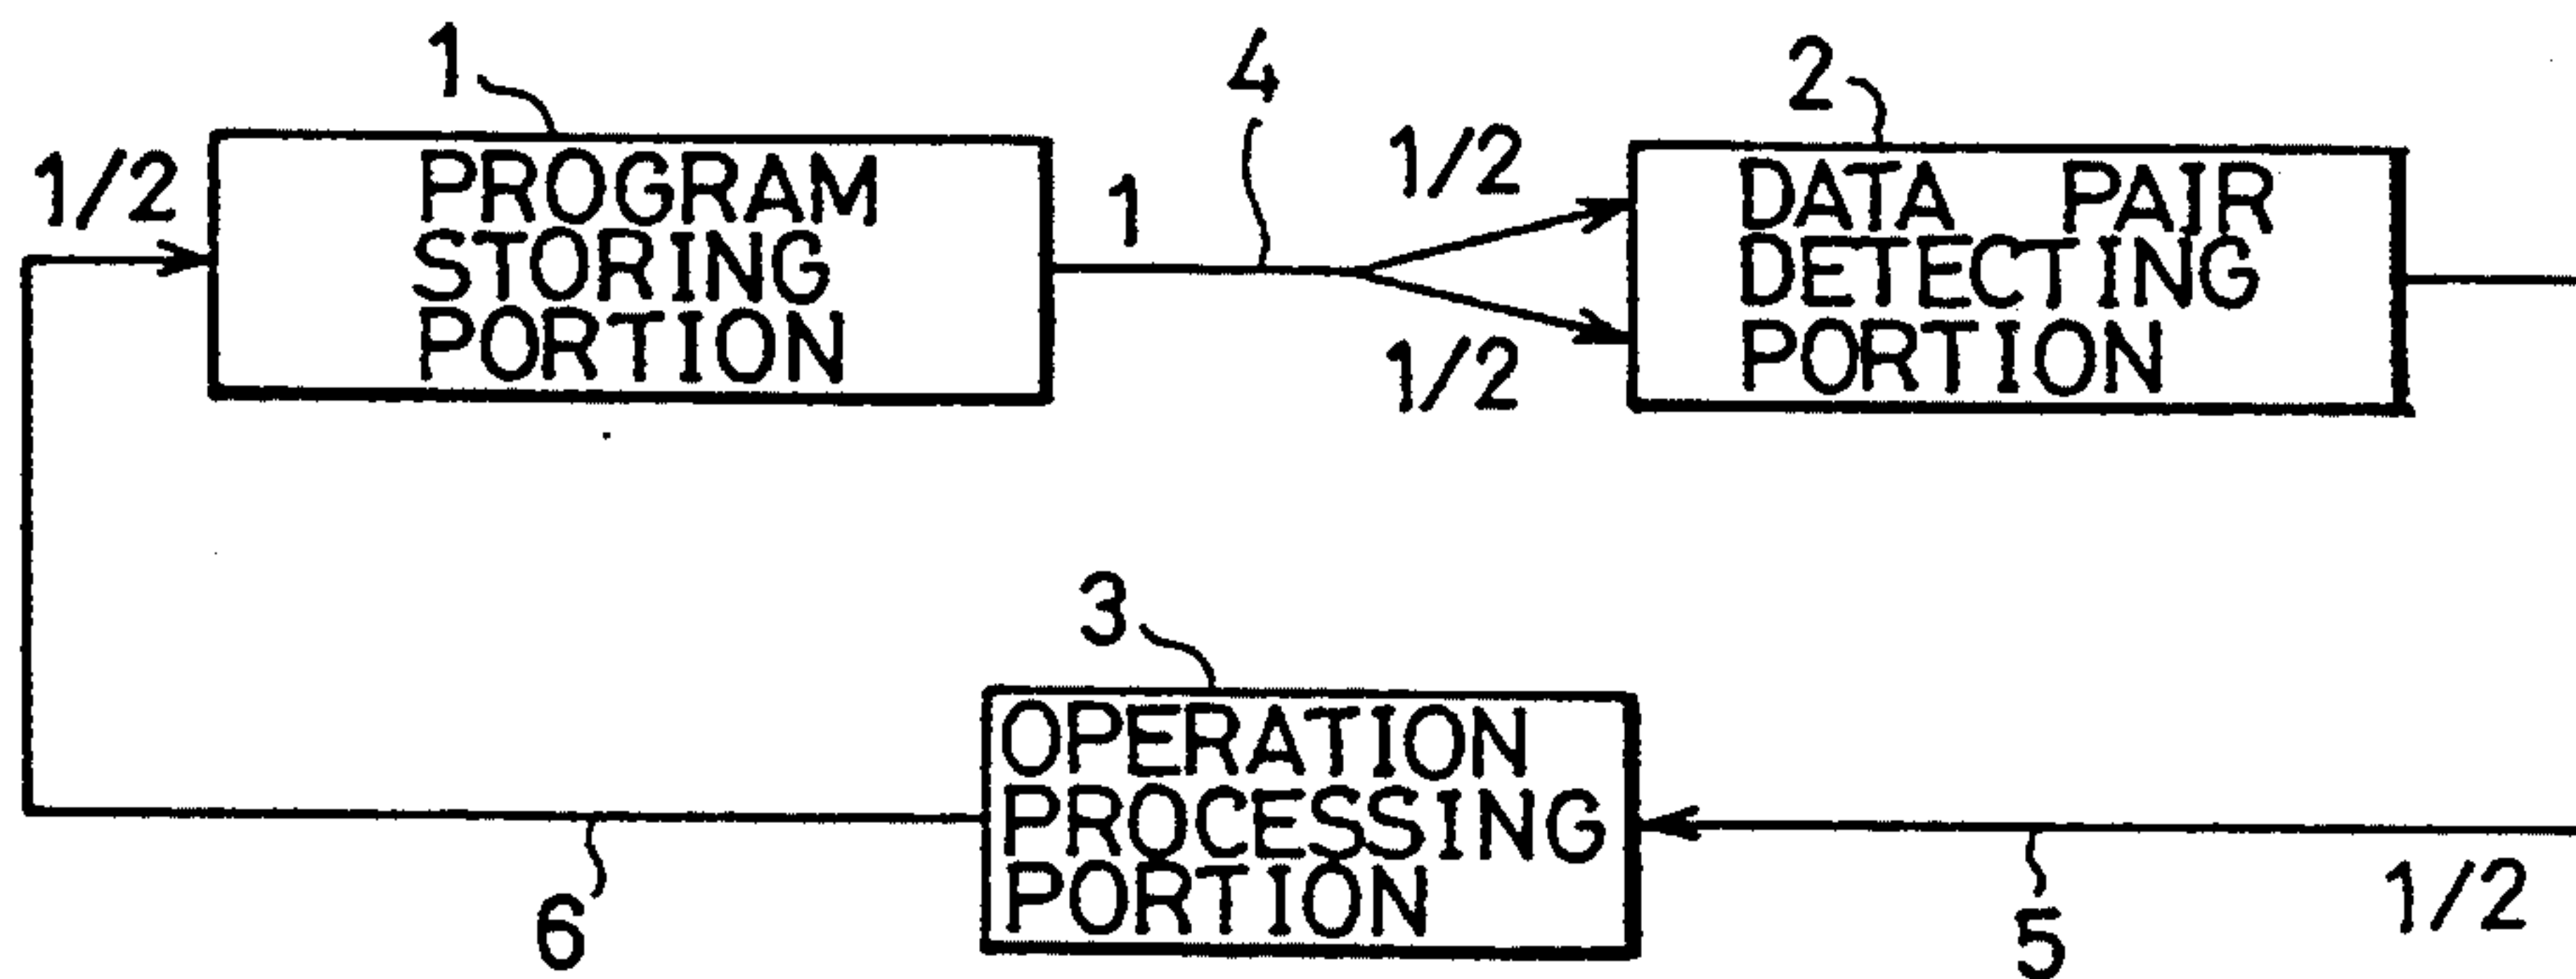 1
4
2
1/2
PROGRAM
STORING
PORTION
1
1/2
1/2
DATA PAIR
DETECTING
PORTION
3
OPERATION
PROCESSING
PORTION
6
5
1/2